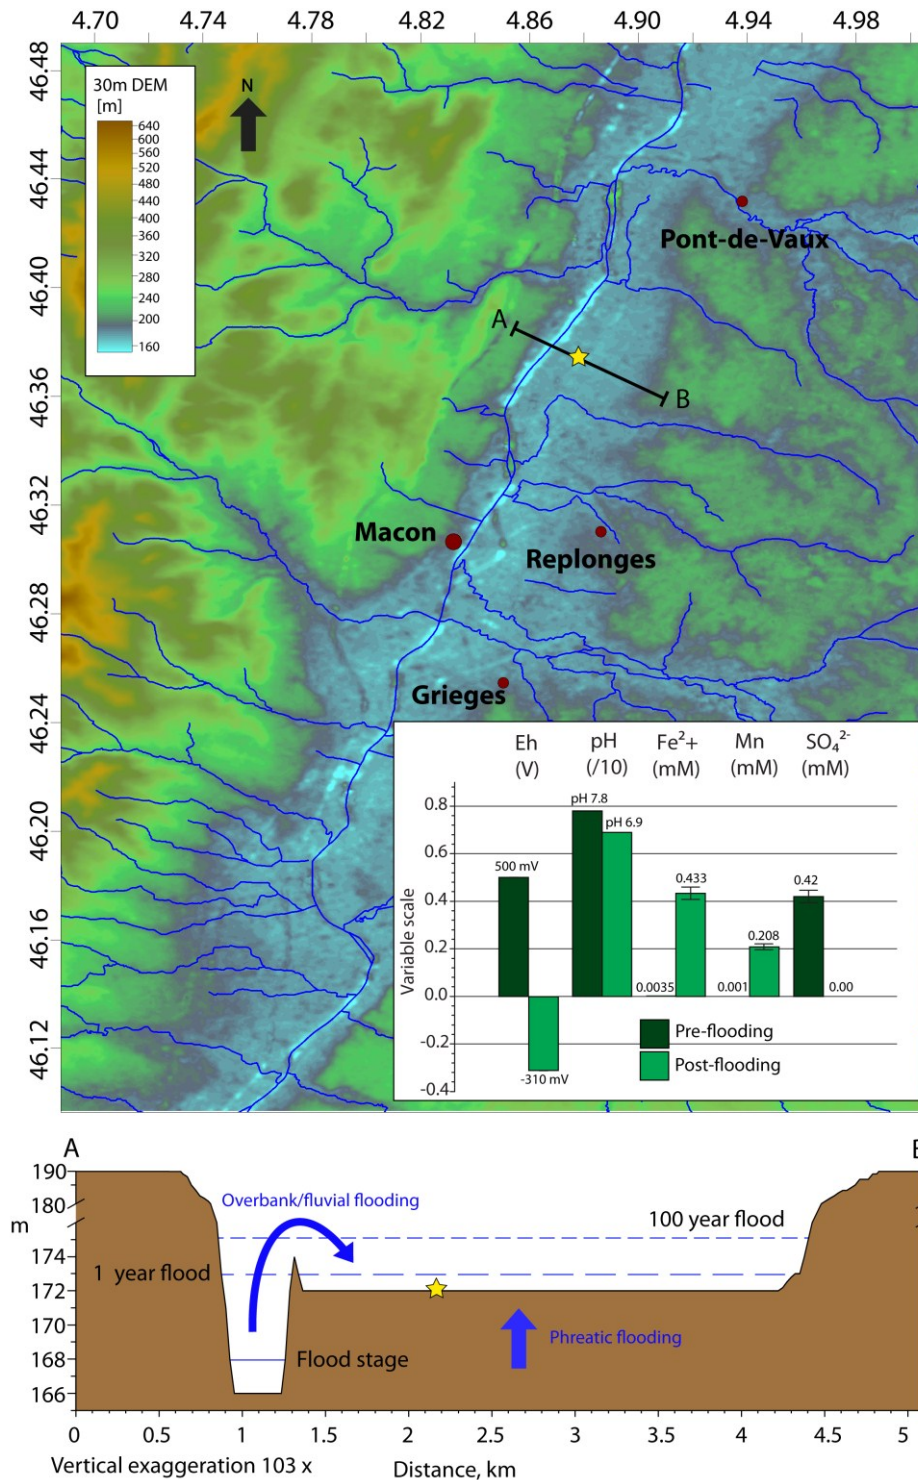 4.70 4.74 4.78 4.82 4.86 4.90 4.94 4.98
46.48
46.44
46.40
46.36
46.32
46.28
46.24
46.20
46.16
46.12
30m DEM
[m]
640
600
560
520
480
400
360
320
280
240
200
160
N
Pont-de-Vaux
A
B
Macon
Replonges
Grieges
Eh pH Fe²+ Mn SO₄²⁻
(V) (/10) (mM) (mM) (mM)
Variable scale
0.8
0.6
0.4
0.2
0.0
-0.2
-0.4
500 mV
-310 mV
pH 7.8
pH 6.9
0.0035
0.433
0.001
0.208
0.42
0.00
Pre-flooding
Post-flooding
A
190
180
m
174
172
170
168
166
Overbank/fluvial flooding
100 year flood
1 year flood
Phreatic flooding
Flood stage
0 0.5 1 1.5 2 2.5 3 3.5 4 4.5 5
Vertical exaggeration 103 x
Distance, km